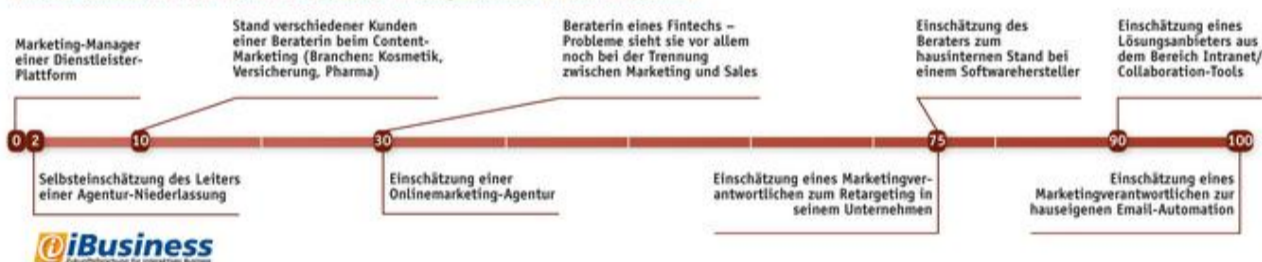 Marketing-Manager
einer Dienstleister-
Plattform
Stand verschiedener Kunden
einer Beraterin beim Content-
Marketing (Branchen: Kosmetik,
Versicherung, Pharma)
Beraterin eines Fintechs –
Probleme sieht sie vor allem
noch bei der Trennung
zwischen Marketing und Sales
Einschätzung des
Beraters zum
hausinternen Stand bei
einem Softwarehersteller
Einschätzung eines
Lösungsanbieters aus
dem Bereich Intranet/
Collaboration-Tools
0 2 10 30 75 90 100
Selbsteinschätzung des Leiters
einer Agentur-Niederlassung
Einschätzung einer
Onlinemarketing-Agentur
Einschätzung eines Marketingver-
antwortlichen zum Retargeting in
seinem Unternehmen
Einschätzung eines
Marketingverantwortlichen zur
hauseigenen Email-Automation
iBusiness